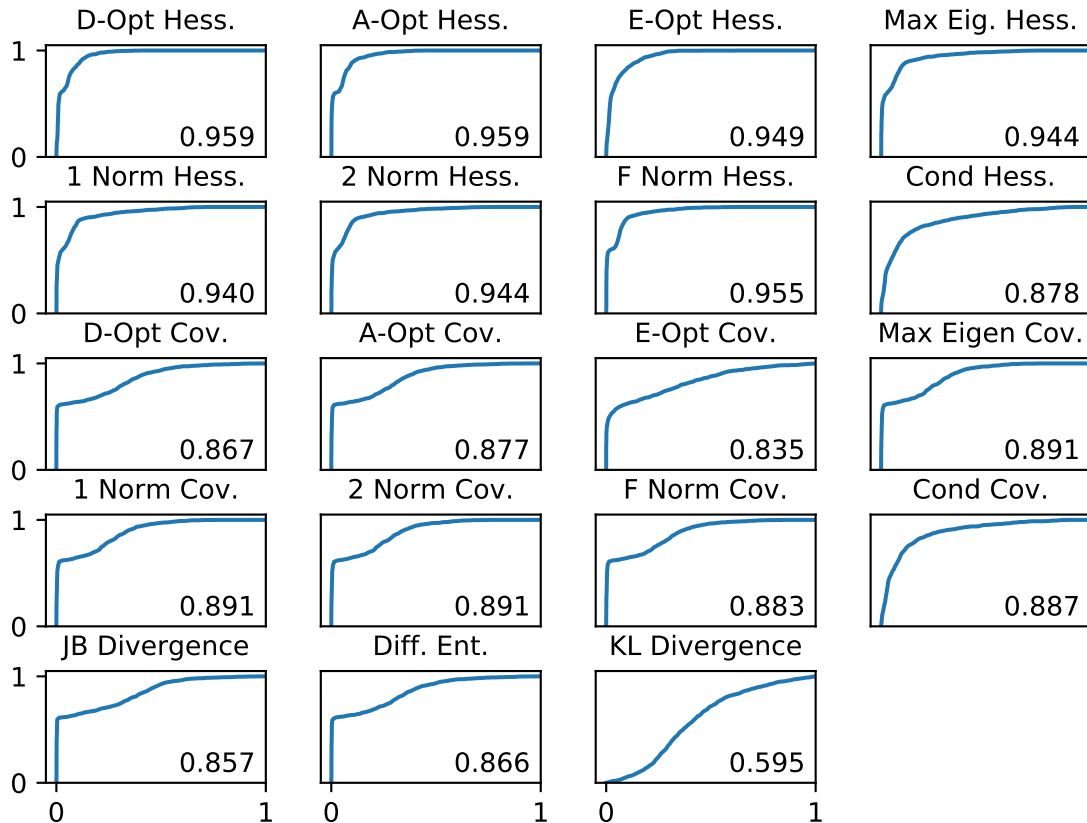 D-Opt Hess. A-Opt Hess. E-Opt Hess. Max Eig. Hess.
1
0.959 0.959 0.949 0.944
0
1 Norm Hess. 2 Norm Hess. F Norm Hess. Cond Hess.
1
0.940 0.944 0.955 0.878
0
D-Opt Cov. A-Opt Cov. E-Opt Cov. Max Eigen Cov.
1
0.867 0.877 0.835 0.891
0
1 Norm Cov. 2 Norm Cov. F Norm Cov. Cond Cov.
1
0.891 0.891 0.883 0.887
0
JB Divergence Diff. Ent. KL Divergence
1
0.857 0.866 0.595
0
0 1 0 1 0 1